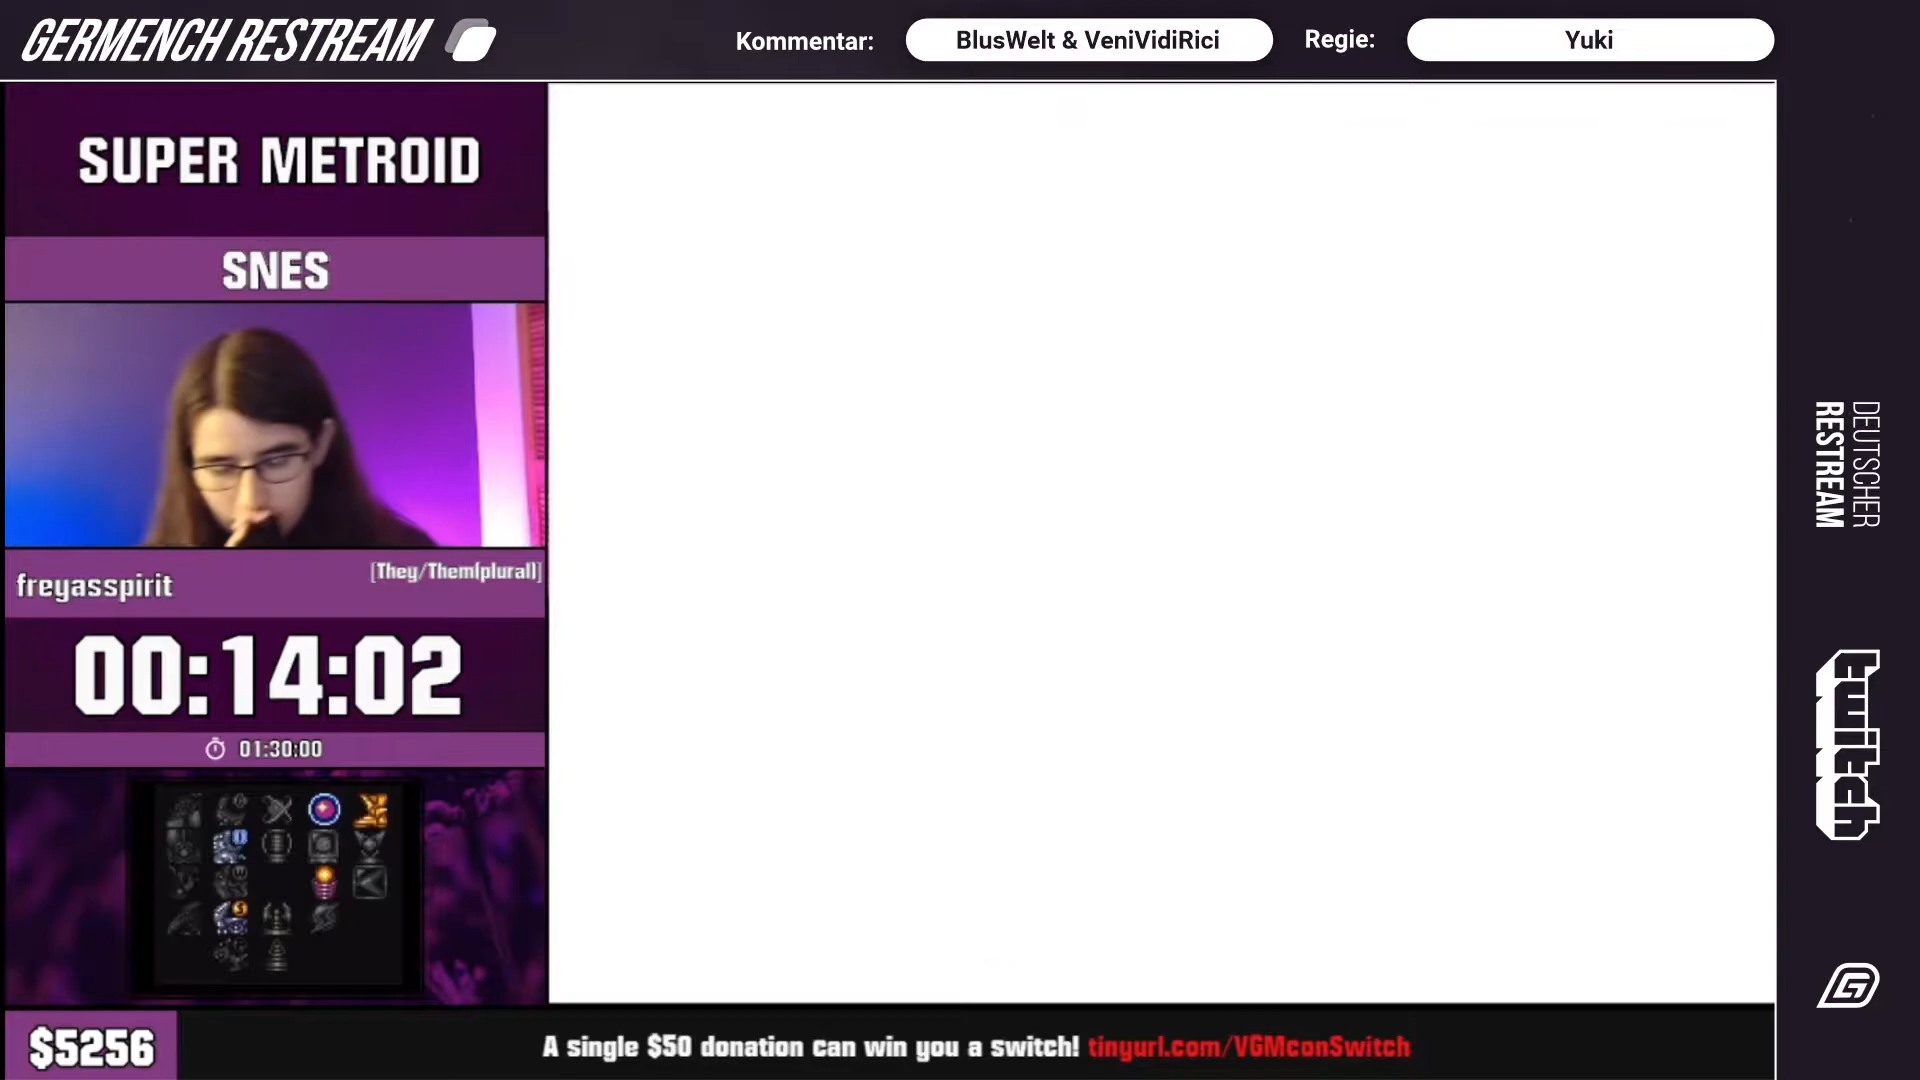 GERMENCH RESTREAM
Kommentar:
BlusWelt & VeniVidiRici
Regie:
Yuki
SUPER METROID
SNES
freyasspirit
[They/Them(plural)]
00:14:02
01:30:00
DEUTSCHER
RESTREAM
twitch
$5256
A single $50 donation can win you a switch! tinyurl.com/VGMconSwitch